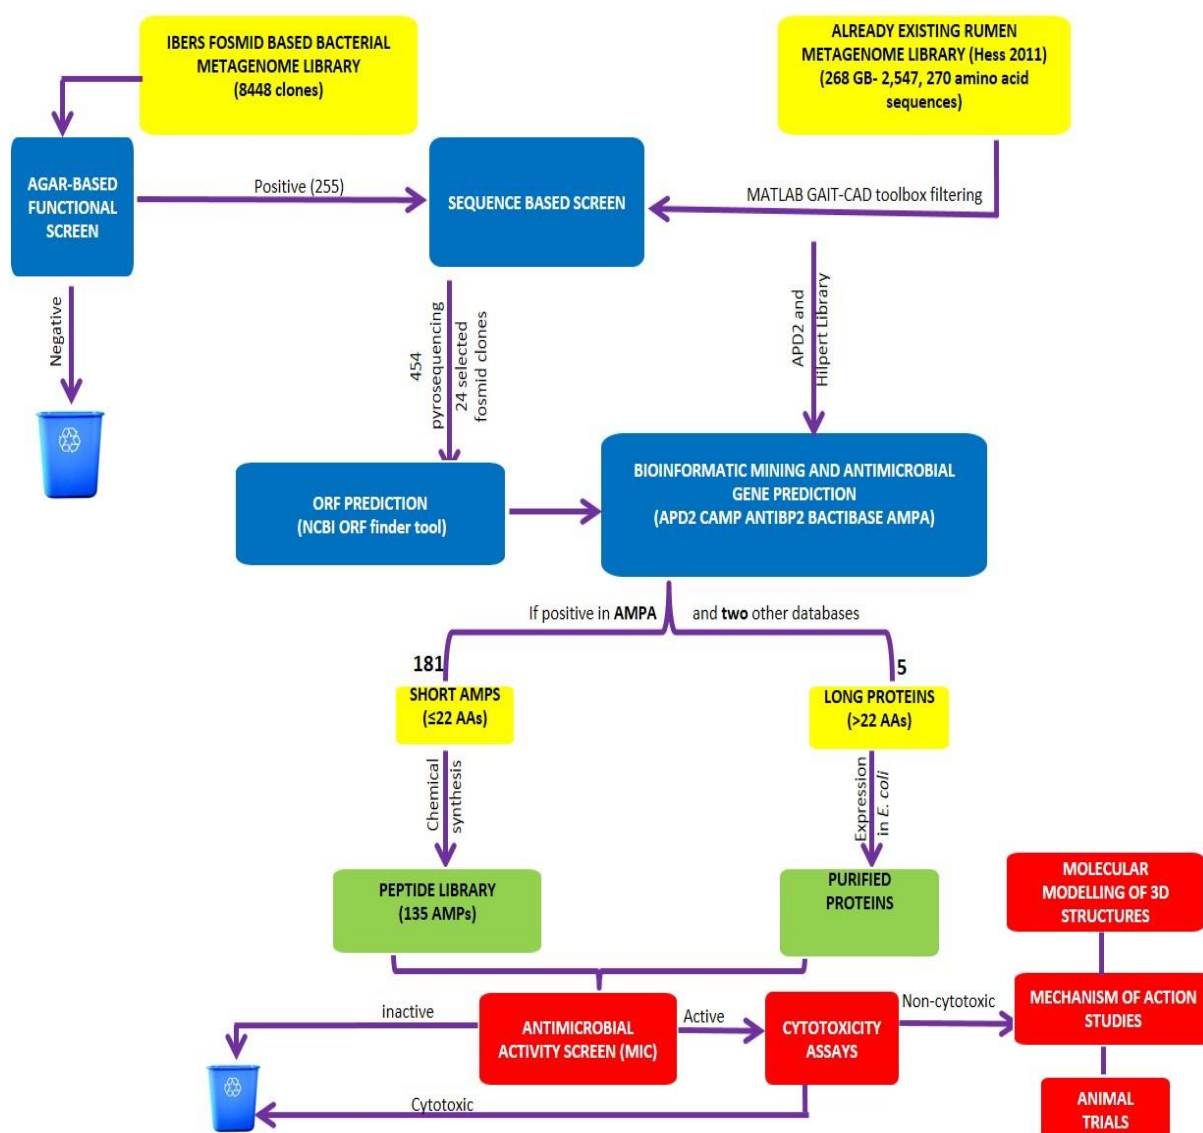 IBERS FOSMID BASED BACTERIAL
METAGENOME LIBRARY
(8448 clones)
ALREADY EXISTING RUMEN
METAGENOME LIBRARY (Hess 2011)
(268 GB- 2,547, 270 amino acid
sequences)
AGAR-BASED
FUNCTIONAL
SCREEN
Positive (255)
SEQUENCE BASED SCREEN
MATLAB GAIT-CAD toolbox filtering
Negative
454
pyrosequencing
24 selected
fosmid clones
APD2 and
Hilpert Library
ORF PREDICTION
(NCBI ORF finder tool)
BIOINFORMATIC MINING AND ANTIMICROBIAL
GENE PREDICTION
(APD2 CAMP ANTIBP2 BACTIBASE AMPA)
If positive in AMPA and two other databases
181
SHORT AMPS
(≤22 AAs)
5
LONG PROTEINS
(>22 AAs)
Chemical
synthesis
Expression
in E. coli
PEPTIDE LIBRARY
(135 AMPs)
PURIFIED
PROTEINS
MOLECULAR
MODELLING OF 3D
STRUCTURES
inactive
ANTIMICROBIAL
ACTIVITY SCREEN (MIC)
Active
CYTOTOXICITY
ASSAYS
Non-cytotoxic
MECHANISM OF ACTION
STUDIES
Cytotoxic
ANIMAL
TRIALS